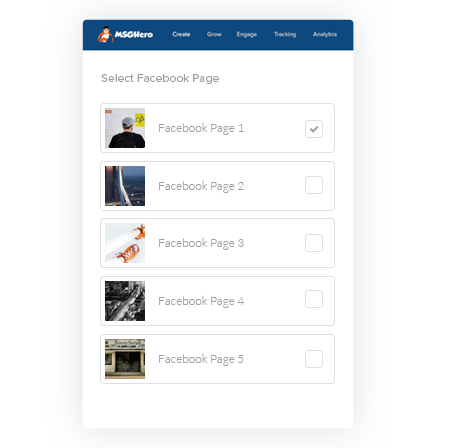 MSGHero Create Grow Engage Tracking Analytics
Select Facebook Page
Facebook Page 1
Facebook Page 2
Facebook Page 3
Facebook Page 4
Facebook Page 5